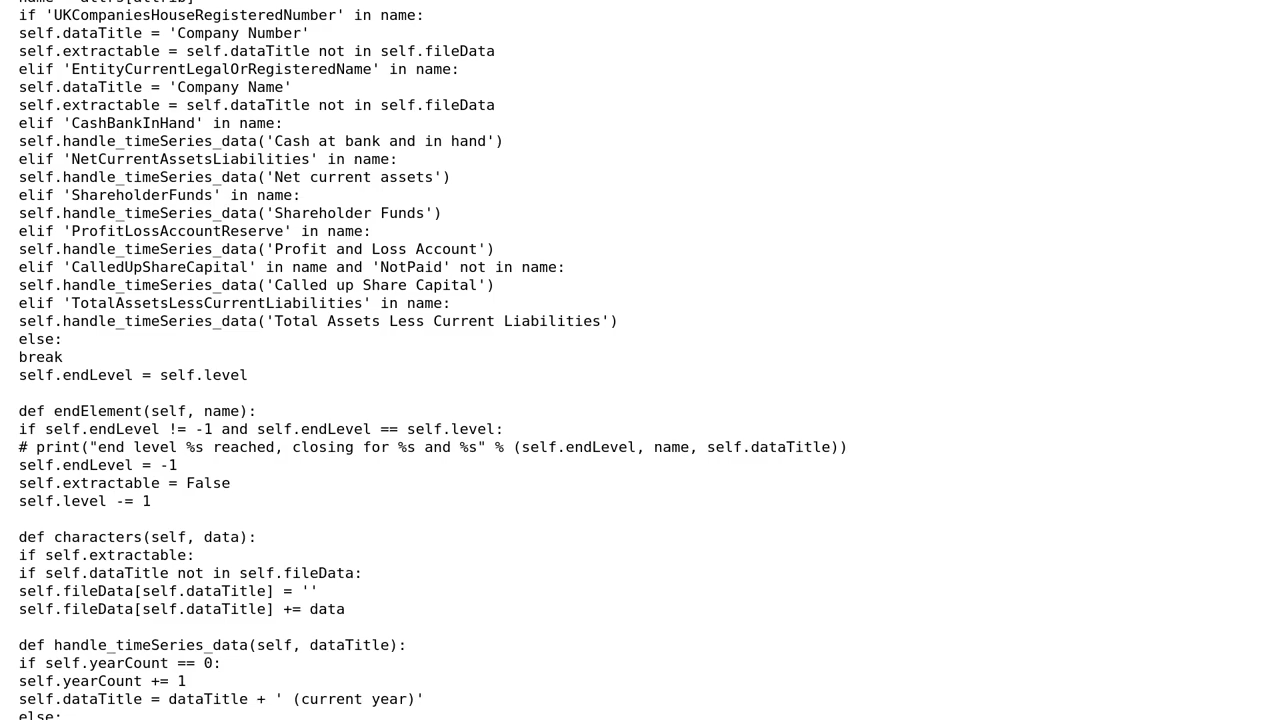 name = attrs[attrib]
if 'UKCompaniesHouseRegisteredNumber' in name:
self.dataTitle = 'Company Number'
self.extractable = self.dataTitle not in self.fileData
elif 'EntityCurrentLegalOrRegisteredName' in name:
self.dataTitle = 'Company Name'
self.extractable = self.dataTitle not in self.fileData
elif 'CashBankInHand' in name:
self.handle_timeSeries_data('Cash at bank and in hand')
elif 'NetCurrentAssetsLiabilities' in name:
self.handle_timeSeries_data('Net current assets')
elif 'ShareholderFunds' in name:
self.handle_timeSeries_data('Shareholder Funds')
elif 'ProfitLossAccountReserve' in name:
self.handle_timeSeries_data('Profit and Loss Account')
elif 'CalledUpShareCapital' in name and 'NotPaid' not in name:
self.handle_timeSeries_data('Called up Share Capital')
elif 'TotalAssetsLessCurrentLiabilities' in name:
self.handle_timeSeries_data('Total Assets Less Current Liabilities')
else:
break
self.endLevel = self.level

def endElement(self, name):
if self.endLevel != -1 and self.endLevel == self.level:
# print("end level %s reached, closing for %s and %s" % (self.endLevel, name, self.dataTitle))
self.endLevel = -1
self.extractable = False
self.level -= 1

def characters(self, data):
if self.extractable:
if self.dataTitle not in self.fileData:
self.fileData[self.dataTitle] = ''
self.fileData[self.dataTitle] += data

def handle_timeSeries_data(self, dataTitle):
if self.yearCount == 0:
self.yearCount += 1
self.dataTitle = dataTitle + ' (current year)'
else: